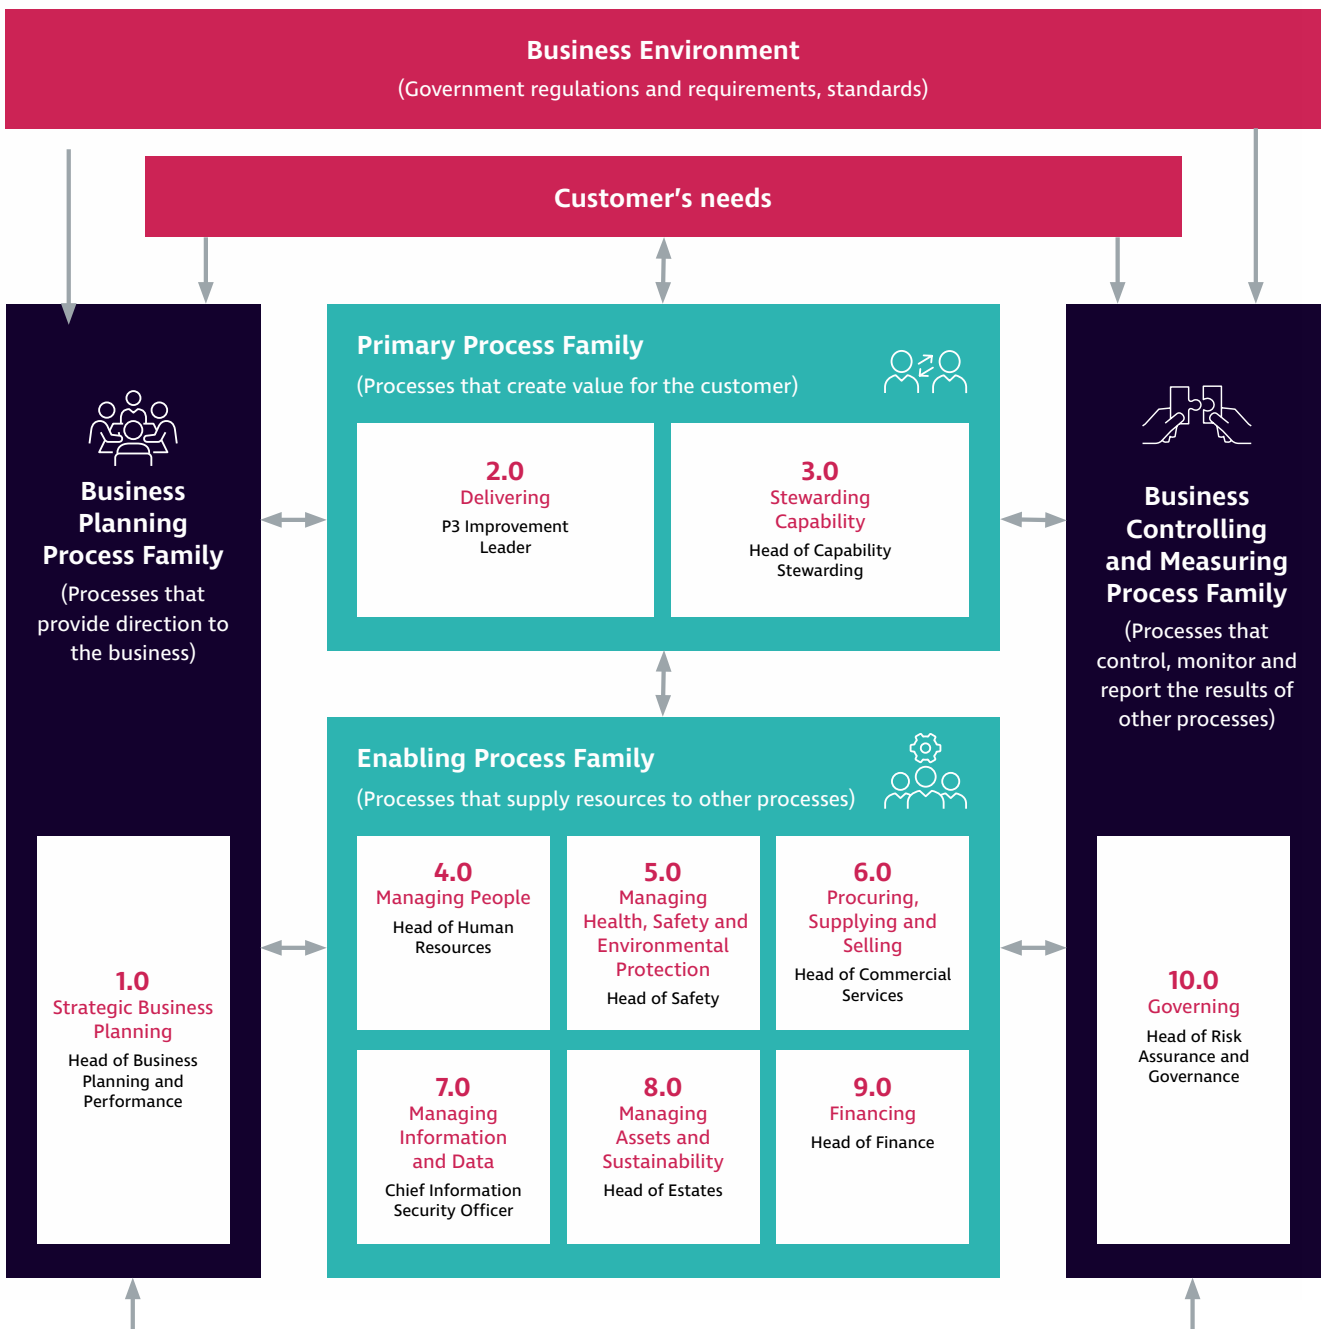 Business Environment
(Government regulations and requirements, standards)
Customer’s needs
Business
Planning
Process Family
(Processes that
provide direction to
the business)
1.0
Strategic Business
Planning
Head of Business
Planning and
Performance
Primary Process Family
(Processes that create value for the customer)
2.0
Delivering
P3 Improvement
Leader
3.0
Stewarding
Capability
Head of Capability
Stewarding
Enabling Process Family
(Processes that supply resources to other processes)
4.0
Managing People
Head of Human
Resources
5.0
Managing
Health, Safety and
Environmental
Protection
Head of Safety
6.0
Procuring,
Supplying and
Selling
Head of Commercial
Services
7.0
Managing
Information
and Data
Chief Information
Security Officer
8.0
Managing
Assets and
Sustainability
Head of Estates
9.0
Financing
Head of Finance
Business
Controlling
and Measuring
Process Family
(Processes that
control, monitor and
report the results of
other processes)
10.0
Governing
Head of Risk
Assurance and
Governance